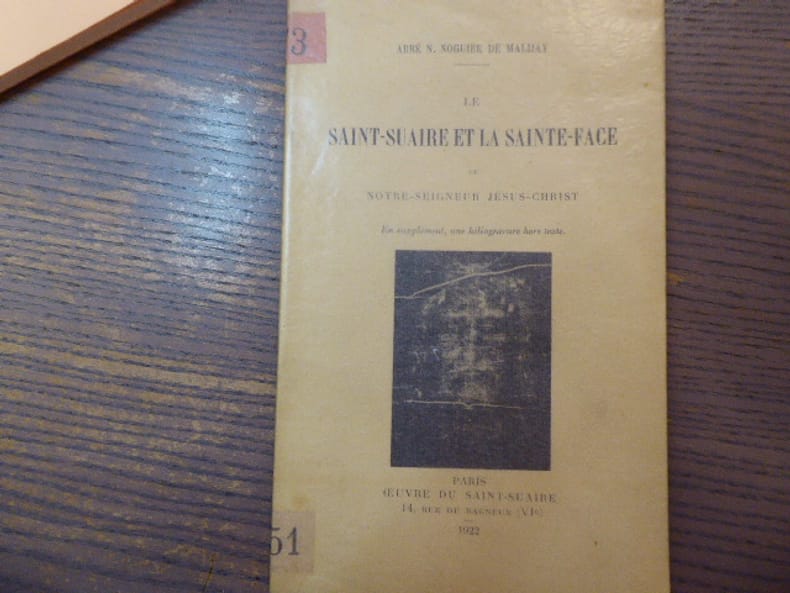 3
ABBÉ N. NOGUIER DE MALIJAY
LE
SAINT-SUAIRE ET LA SAINTE-FACE
DE
NOTRE-SEIGNEUR JÉSUS-CHRIST
En supplément, une héliogravure hors texte.
PARIS
ŒUVRE DU SAINT-SUAIRE
14, RUE DU BAGNEUX (VIe)
1922
51